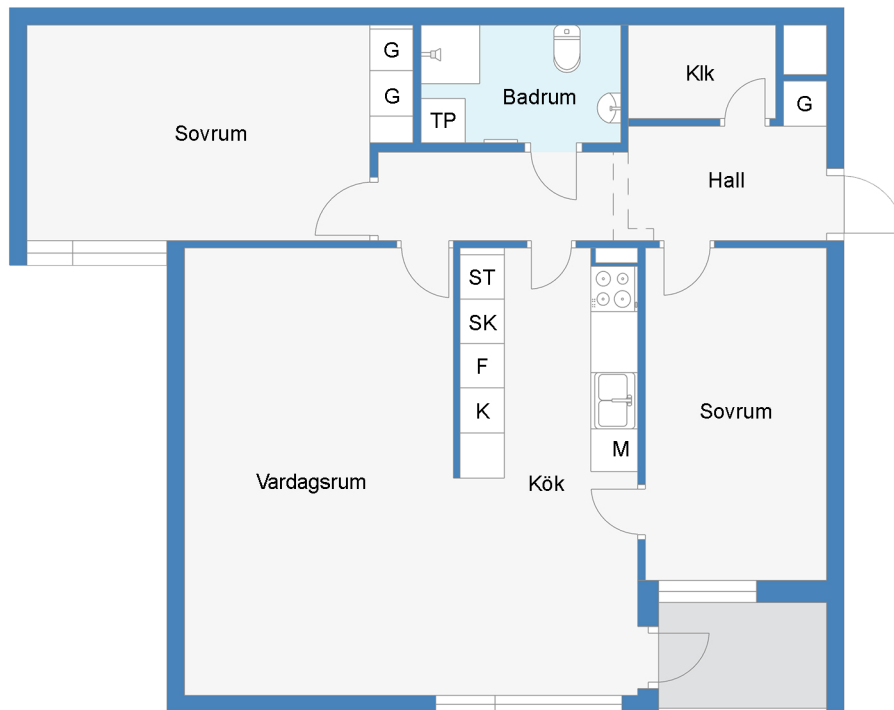 G
G
Sovrum
TP
Badrum
Klk
G
Hall
ST
SK
F
K
M
Vardagsrum
Kök
Sovrum